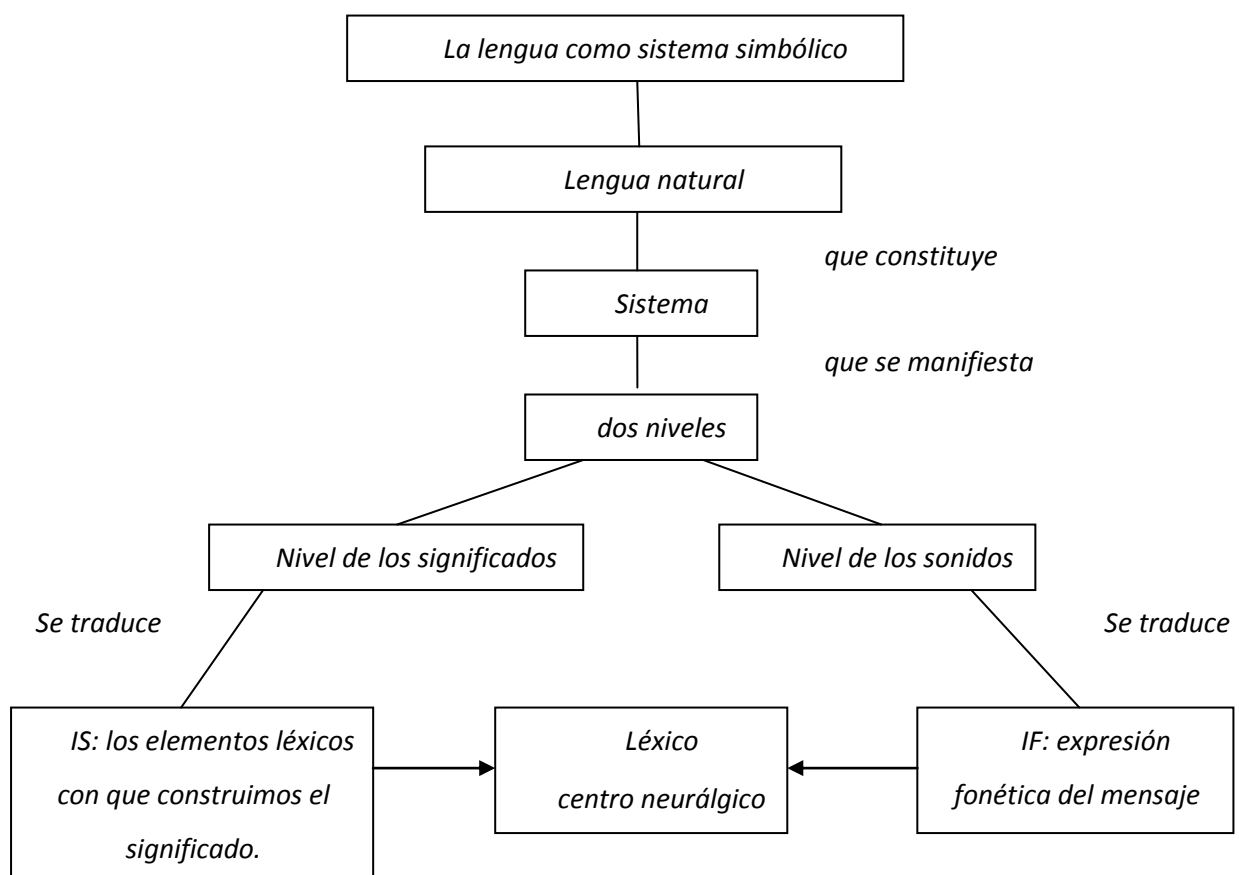 La lengua como sistema simbólico
Lengua natural
que constituye
Sistema
que se manifiesta
dos niveles
Nivel de los significados
Nivel de los sonidos
Se traduce
Se traduce
IS: los elementos léxicos
con que construimos el
significado.
Léxico
centro neurálgico
IF: expresión
fonética del mensaje